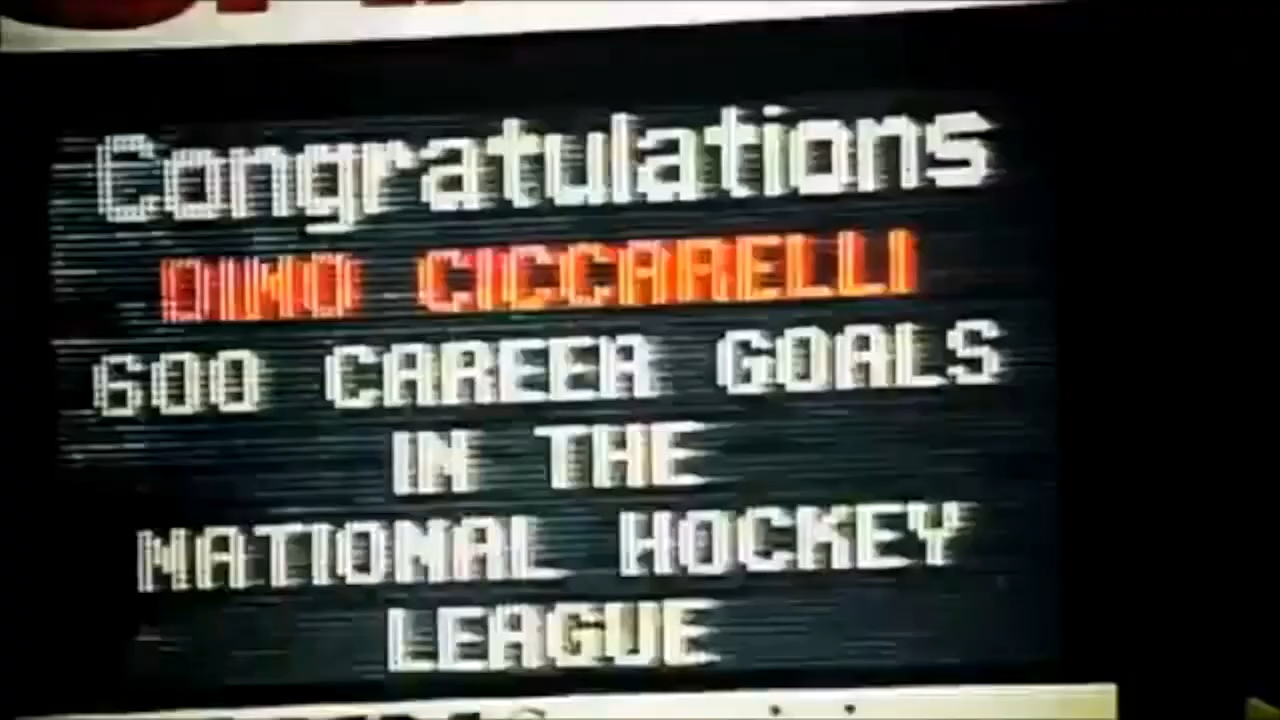 Congratulations
DINO CICCARELLI
600 CAREER GOALS
IN THE
NATIONAL HOCKEY
LEAGUE